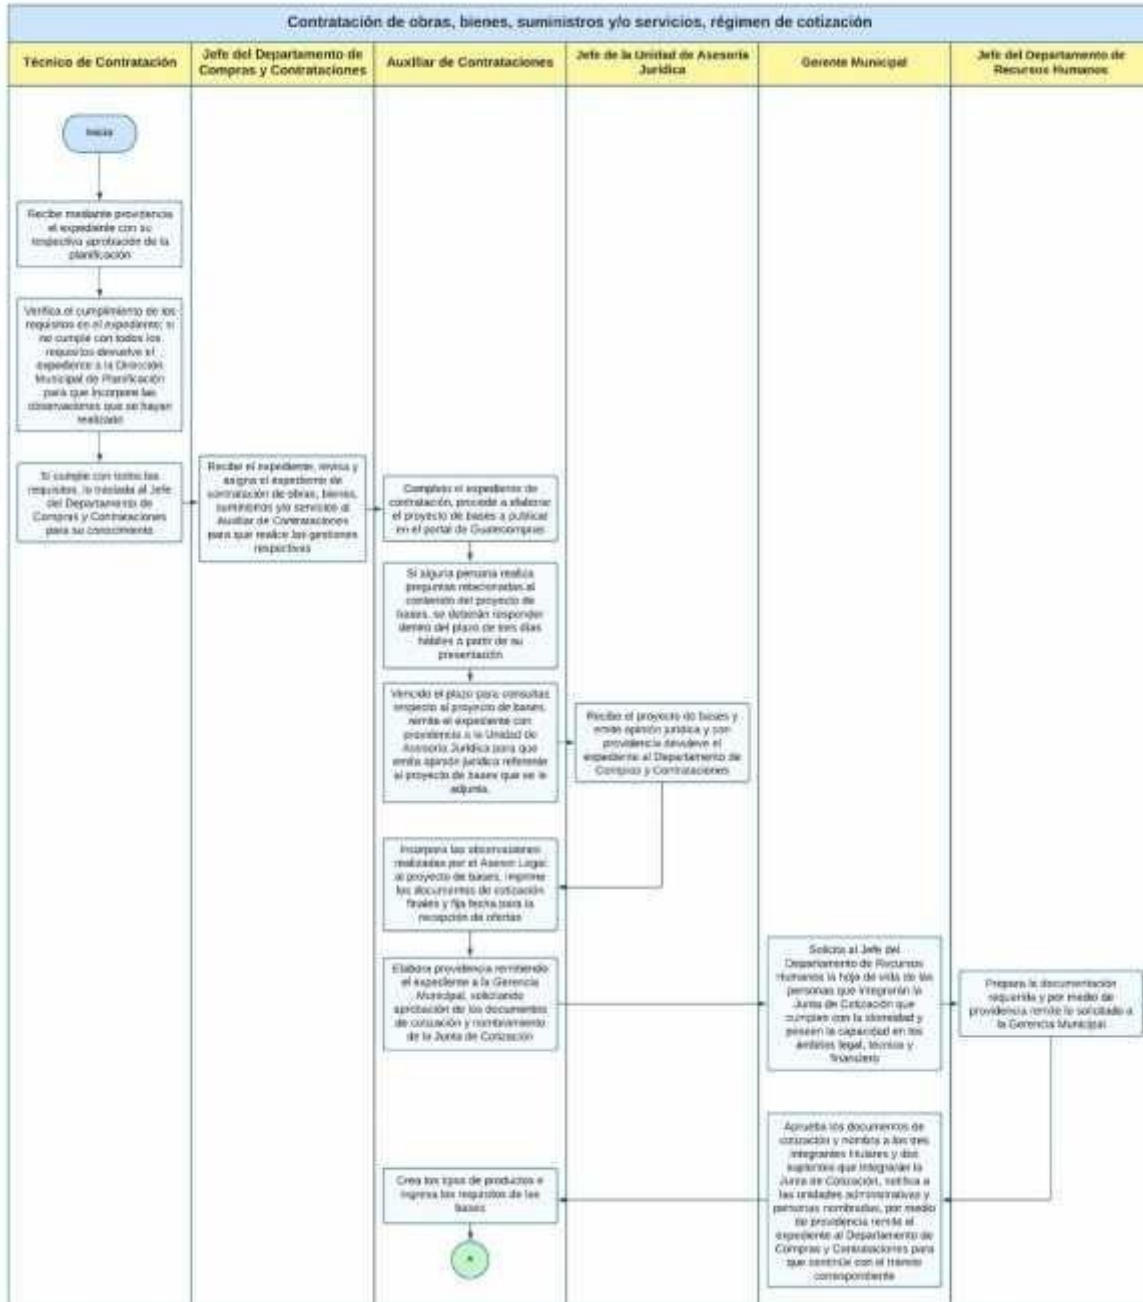 Contratación de obras, bienes, suministros y/o servicios, régimen de cotización
Técnico de Contratación
Jefe del Departamento de
Compras y Contrataciones
Auxiliar de Contrataciones
Jefe de la Unidad de Asesoría
Jurídica
Gerente Municipal
Jefe del Departamento de
Recursos Humanos
Inicio
Recibe mediante providencia
el expediente con su
respectiva aprobación de la
planificación
Verifica el cumplimiento de los
requisitos en el expediente; si
no cumple con todos los
requisitos devuelve el
expediente a la Dirección
Municipal de Planificación
para que incorpore las
observaciones que se hayan
realizado
Si cumple con todos los
requisitos, lo traslada al Jefe
del Departamento de
Compras y Contrataciones
para su conocimiento
Recibe el expediente, revisa y
asigna el expediente de
contratación de obras, bienes,
suministros y/o servicios al
Auxiliar de Contrataciones
para que realice las gestiones
respectivas
Completo el expediente de
contratación, procede a elaborar
el proyecto de bases a publicar
en el portal de Guatecompras
Si alguna persona realiza
preguntas relacionadas al
contenido del proyecto de
bases, se deberán responder
dentro del plazo de tres días
hábiles a partir de su
presentación
Vencido el plazo para consultas
respecto al proyecto de bases,
remite el expediente con
providencia a la Unidad de
Asesoría Jurídica para que
emita opinión jurídica referente
al proyecto de bases que se le
adjunta.
Recibe el proyecto de bases y
emite opinión jurídica y con
providencia devuelve el
expediente al Departamento de
Compras y Contrataciones
Incorpora las observaciones
realizadas por el Asesor Legal
al proyecto de bases, imprime
los documentos de cotización
finales y fija fecha para la
recepción de ofertas
Elabora providencia remitiendo
el expediente a la Gerencia
Municipal, solicitando
aprobación de los documentos
de cotización y nombramiento
de la Junta de Cotización
Solicita al Jefe del
Departamento de Recursos
Humanos la hoja de vida de las
personas que integrarán la
Junta de Cotización que
cumplan con la idoneidad y
poseen la capacidad en los
ámbitos legal, técnico y
financiero
Prepara la documentación
requerida y por medio de
providencia remite lo solicitado a
la Gerencia Municipal
Aprueba los documentos de
cotización y nombra a los tres
integrantes titulares y dos
suplentes que integrarán la
Junta de Cotización, notifica a
las unidades administrativas y
personas nombradas, por medio
de providencia remite el
expediente al Departamento de
Compras y Contrataciones para
que continúe con el trámite
correspondiente
Crea los tipos de productos e
ingresa los requisitos de las
bases